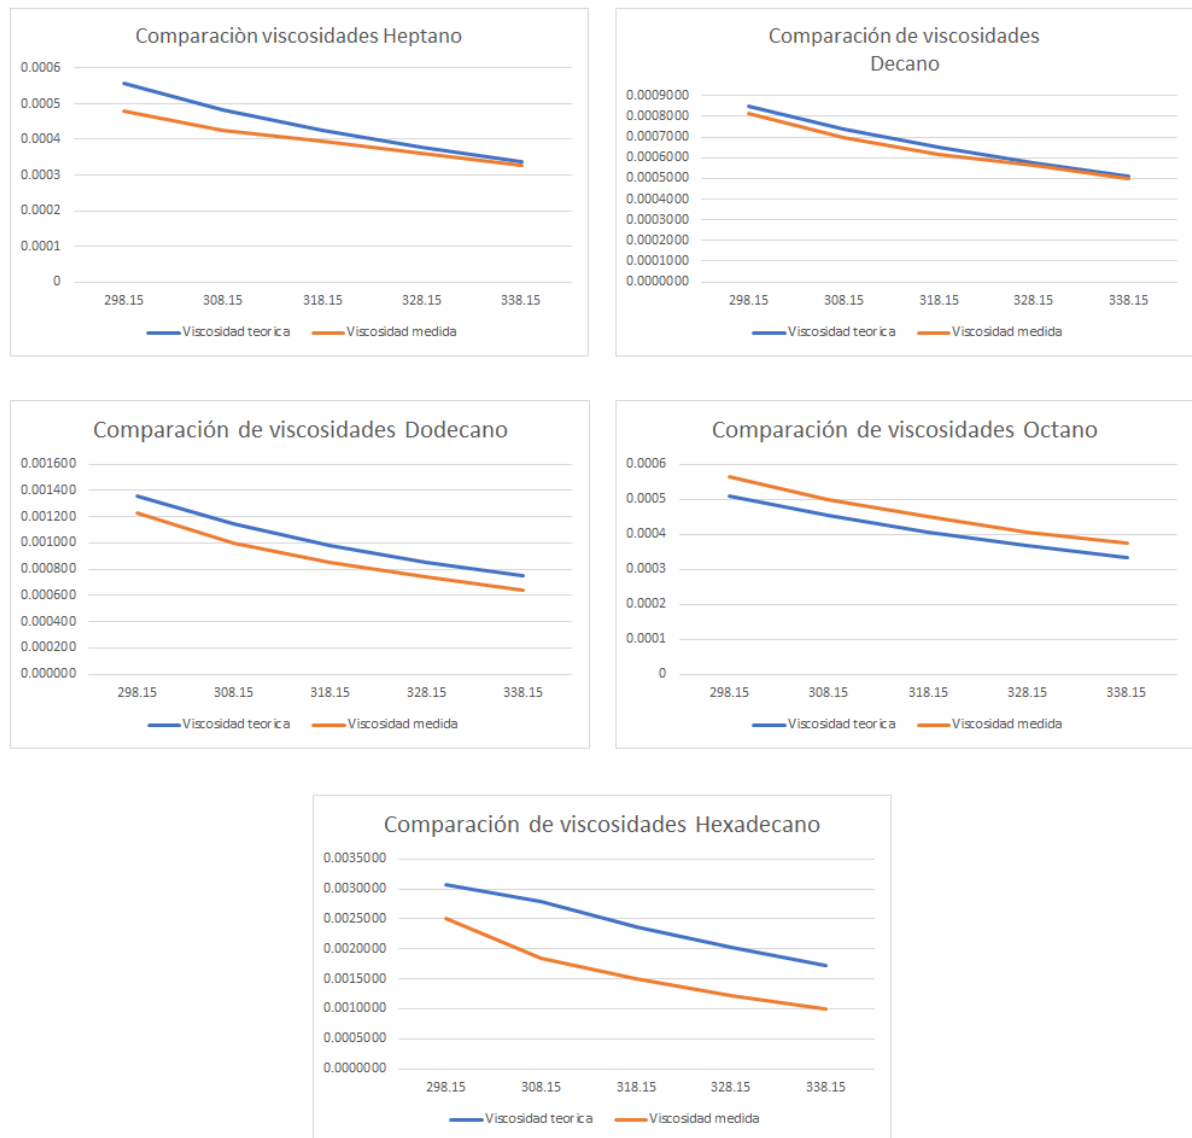 Comparaciòn viscosidades Heptano
0.0006
0.0005
0.0004
0.0003
0.0002
0.0001
0
298.15 308.15 318.15 328.15 338.15
Viscosidad teorica Viscosidad medida
Comparación de viscosidades
Decano
0.0009000
0.0008000
0.0007000
0.0006000
0.0005000
0.0004000
0.0003000
0.0002000
0.0001000
0.0000000
298.15 308.15 318.15 328.15 338.15
Viscosidad teorica Viscosidad medida
Comparación de viscosidades Dodecano
0.001600
0.001400
0.001200
0.001000
0.000800
0.000600
0.000400
0.000200
0.000000
298.15 308.15 318.15 328.15 338.15
Viscosidad teorica Viscosidad medida
Comparación de viscosidades Octano
0.0006
0.0005
0.0004
0.0003
0.0002
0.0001
0
298.15 308.15 318.15 328.15 338.15
Viscosidad teorica Viscosidad medida
Comparación de viscosidades Hexadecano
0.0035000
0.0030000
0.0025000
0.0020000
0.0015000
0.0010000
0.0005000
0.0000000
298.15 308.15 318.15 328.15 338.15
Viscosidad teorica Viscosidad medida